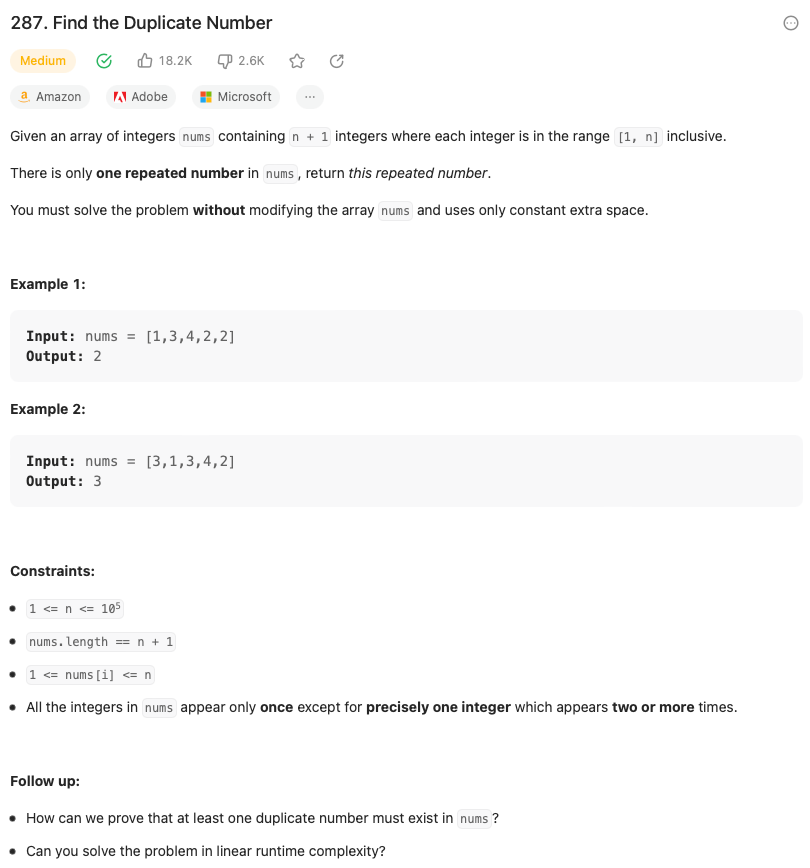 287. Find the Duplicate Number
Medium 18.2K 2.6K
Amazon Adobe Microsoft ...
Given an array of integers nums containing n + 1 integers where each integer is in the range [1, n] inclusive.
There is only one repeated number in nums, return this repeated number.
You must solve the problem without modifying the array nums and uses only constant extra space.
Example 1:
Input: nums = [1,3,4,2,2]
Output: 2
Example 2:
Input: nums = [3,1,3,4,2]
Output: 3
Constraints:
• 1 <= n <= 10⁵
• nums.length == n + 1
• 1 <= nums[i] <= n
• All the integers in nums appear only once except for precisely one integer which appears two or more times.
Follow up:
• How can we prove that at least one duplicate number must exist in nums?
• Can you solve the problem in linear runtime complexity?